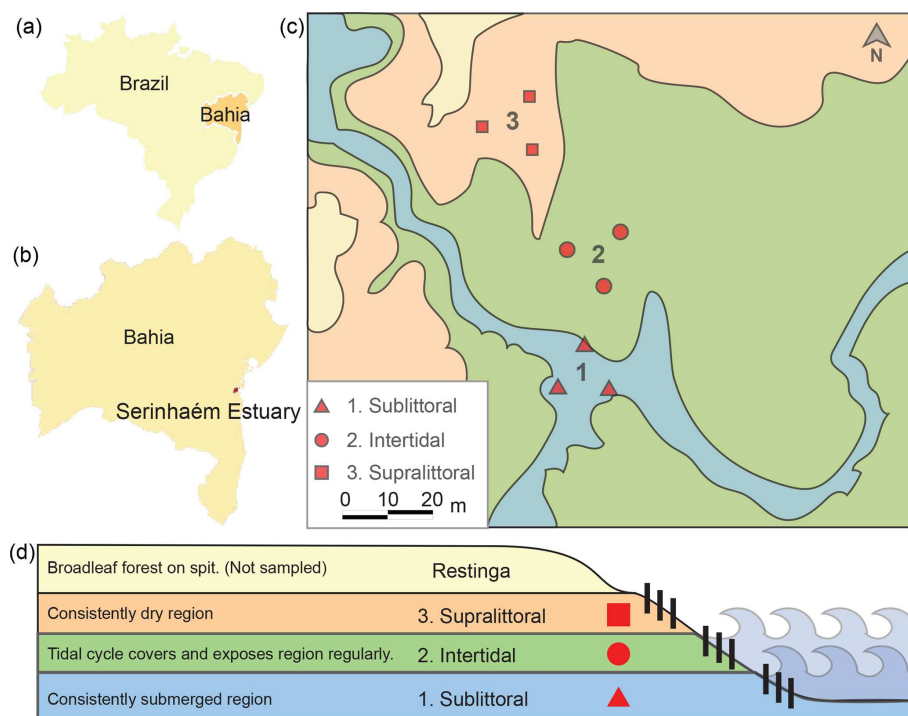 (a)
Brazil
Bahia
(b)
Bahia
Serinhaém Estuary
(c)
N
3
2
1
1. Sublittoral
2. Intertidal
3. Supralittoral
0 10 20 m
(d)
Broadleaf forest on spit. (Not sampled) Restinga
Consistently dry region 3. Supralittoral
Tidal cycle covers and exposes region regularly. 2. Intertidal
Consistently submerged region 1. Sublittoral